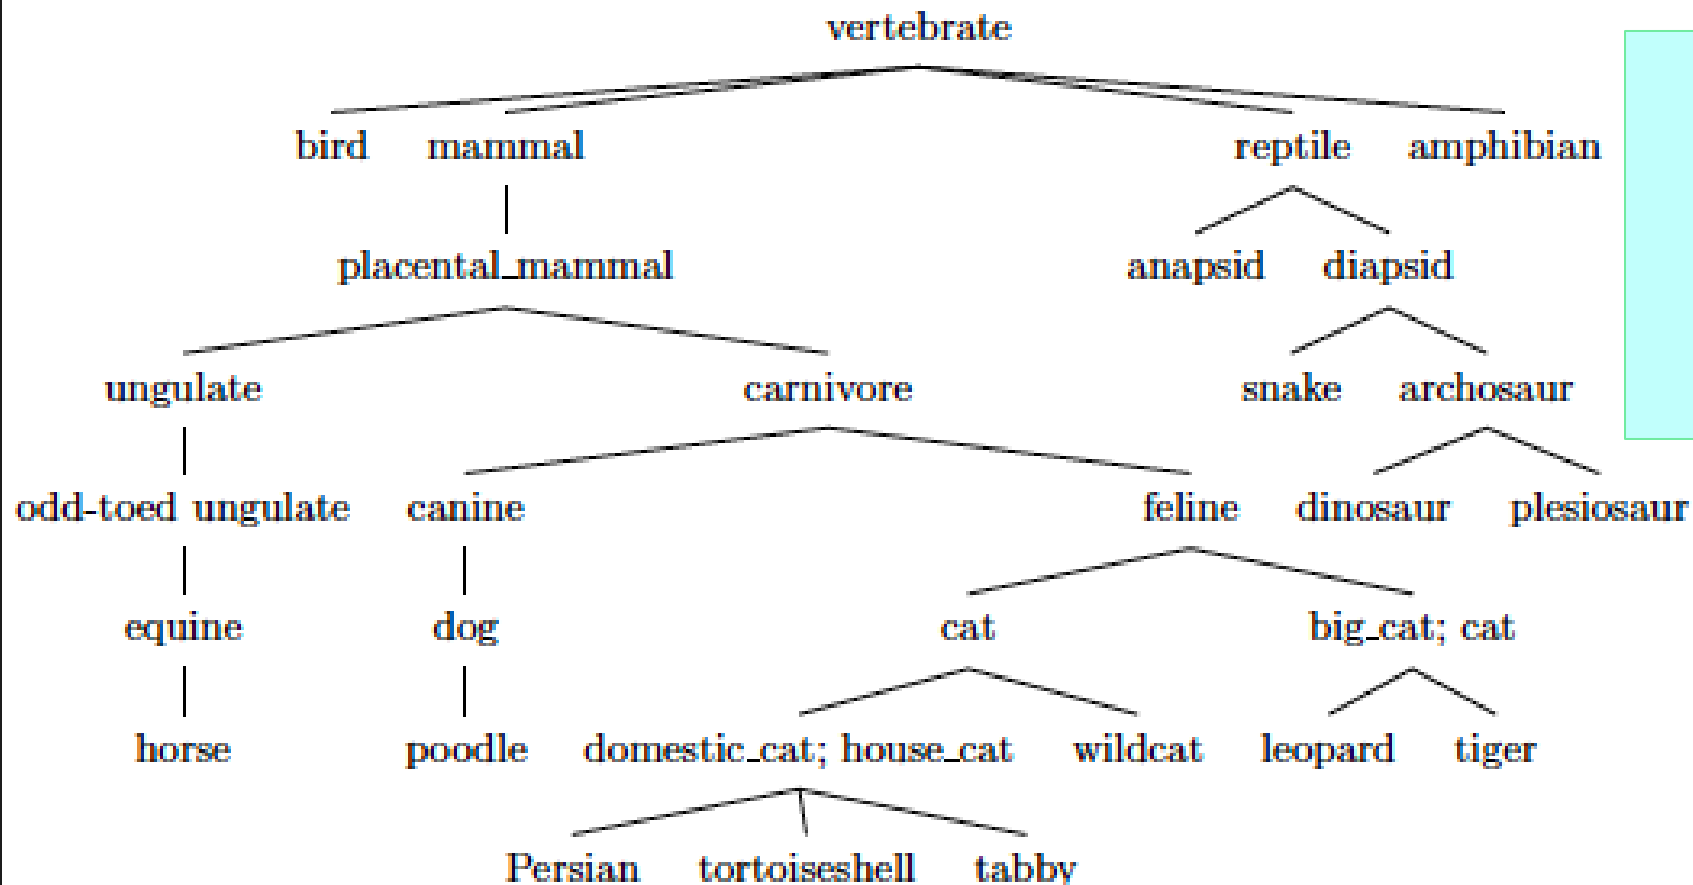 vertebrate
bird mammal reptile amphibian
placental_mammal anapsid diapsid
ungulate carnivore snake archosaur
odd-toed ungulate canine feline dinosaur plesiosaur
equine dog cat big_cat; cat
horse poodle domestic_cat; house_cat wildcat leopard tiger
Persian tortoiseshell tabby